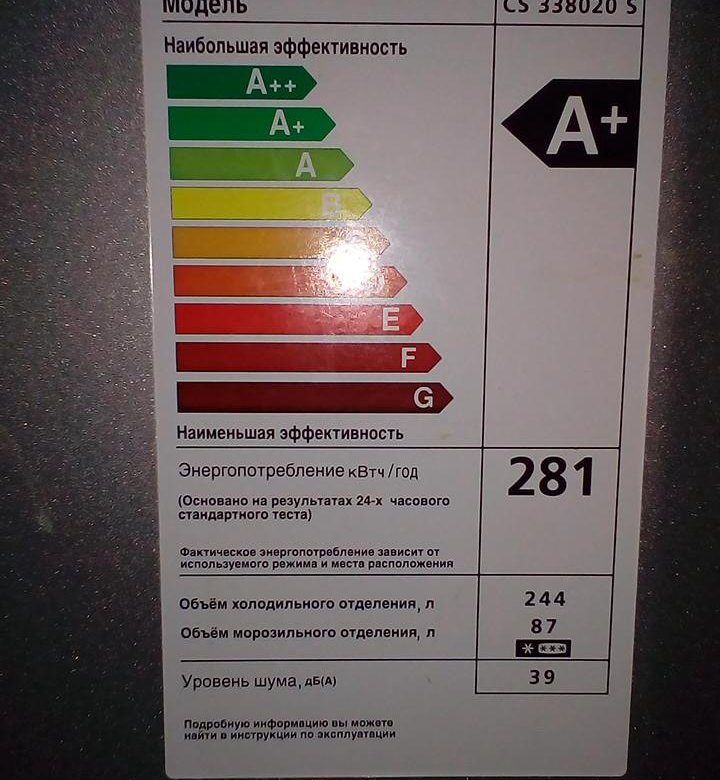 Модель CS 338020 S
Наибольшая эффективность
A++
A+ A+
A
B
E
F
G
Наименьшая эффективность
Энергопотребление кВтч/год 281
(Основано на результатах 24-х часового
стандартного теста)
Фактическое энергопотребление зависит от
используемого режима и места расположения
Объём холодильного отделения, л 244
Объём морозильного отделения, л 87
Уровень шума, дБ(А) 39
Подробную информацию вы можете
найти в инструкции по эксплуатации